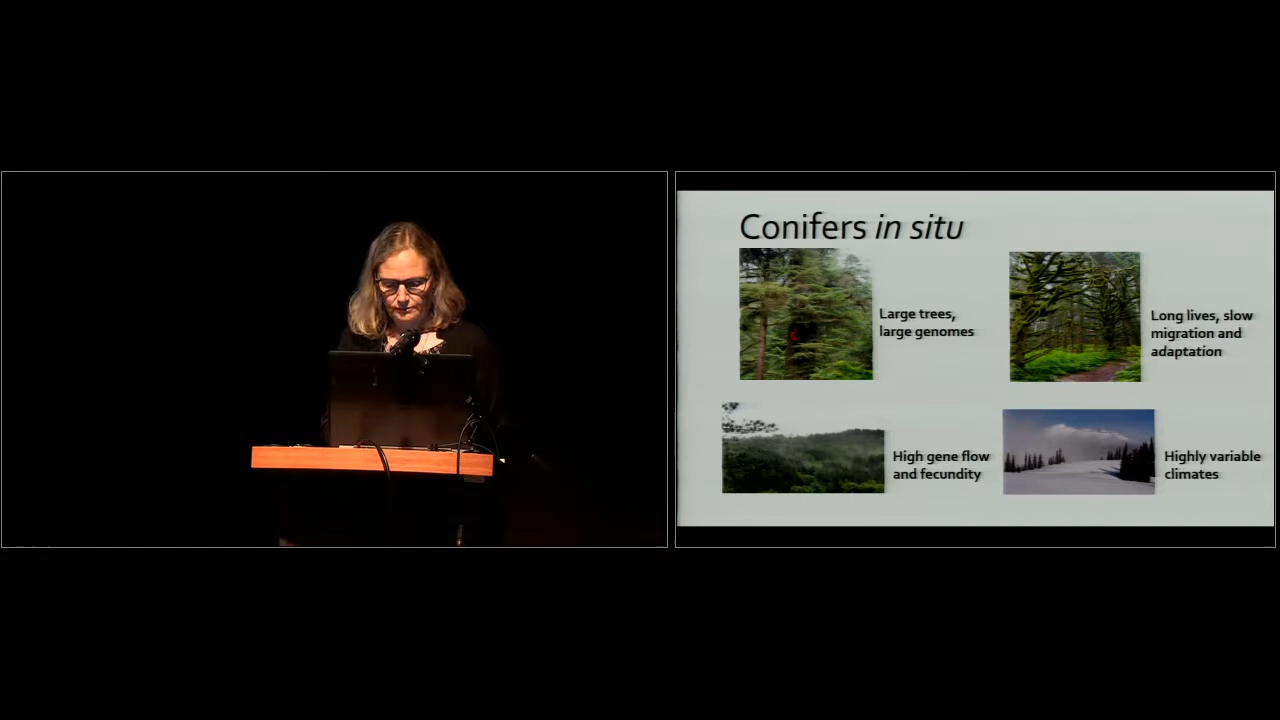 Conifers in situ
Large trees,
large genomes
Long lives, slow
migration and
adaptation
High gene flow
and fecundity
Highly variable
climates